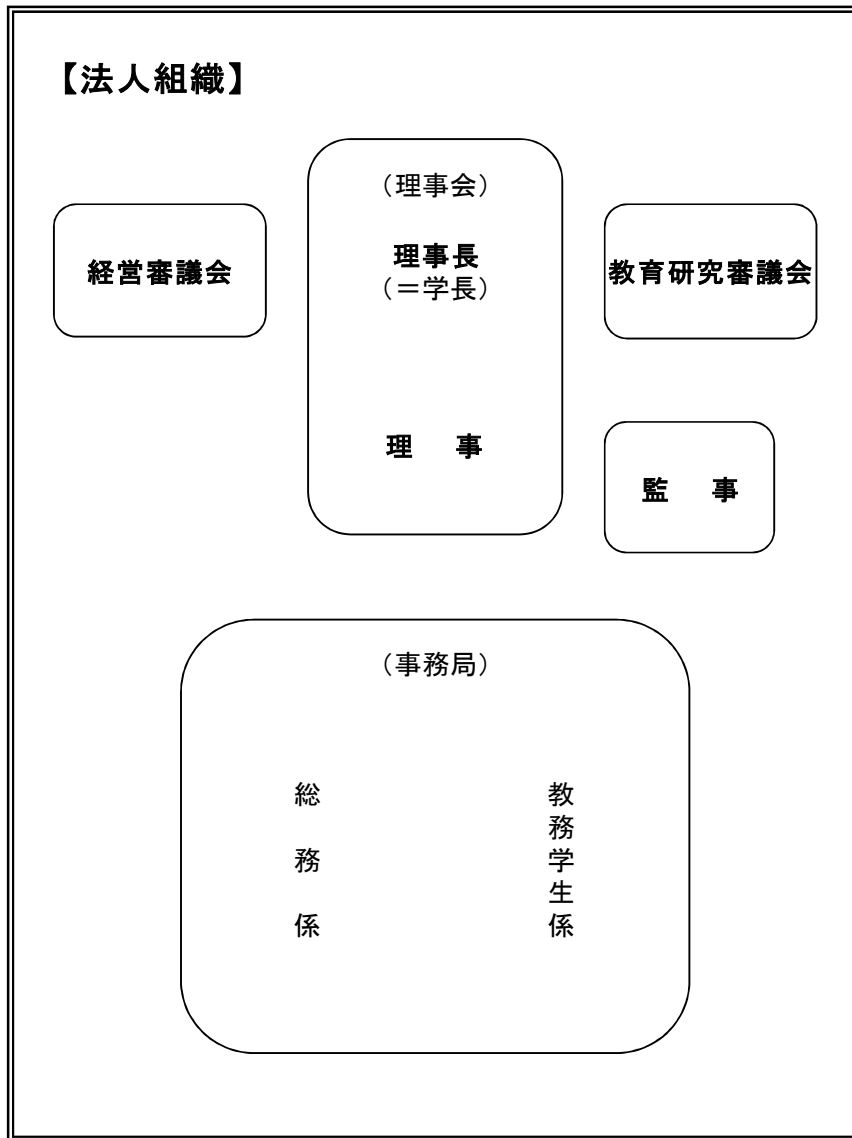 【法人組織】
（理事会）
経営審議会
理事長
（＝学長）
教育研究審議会
理　事
監　事
（事務局）
総務係
教務学生係